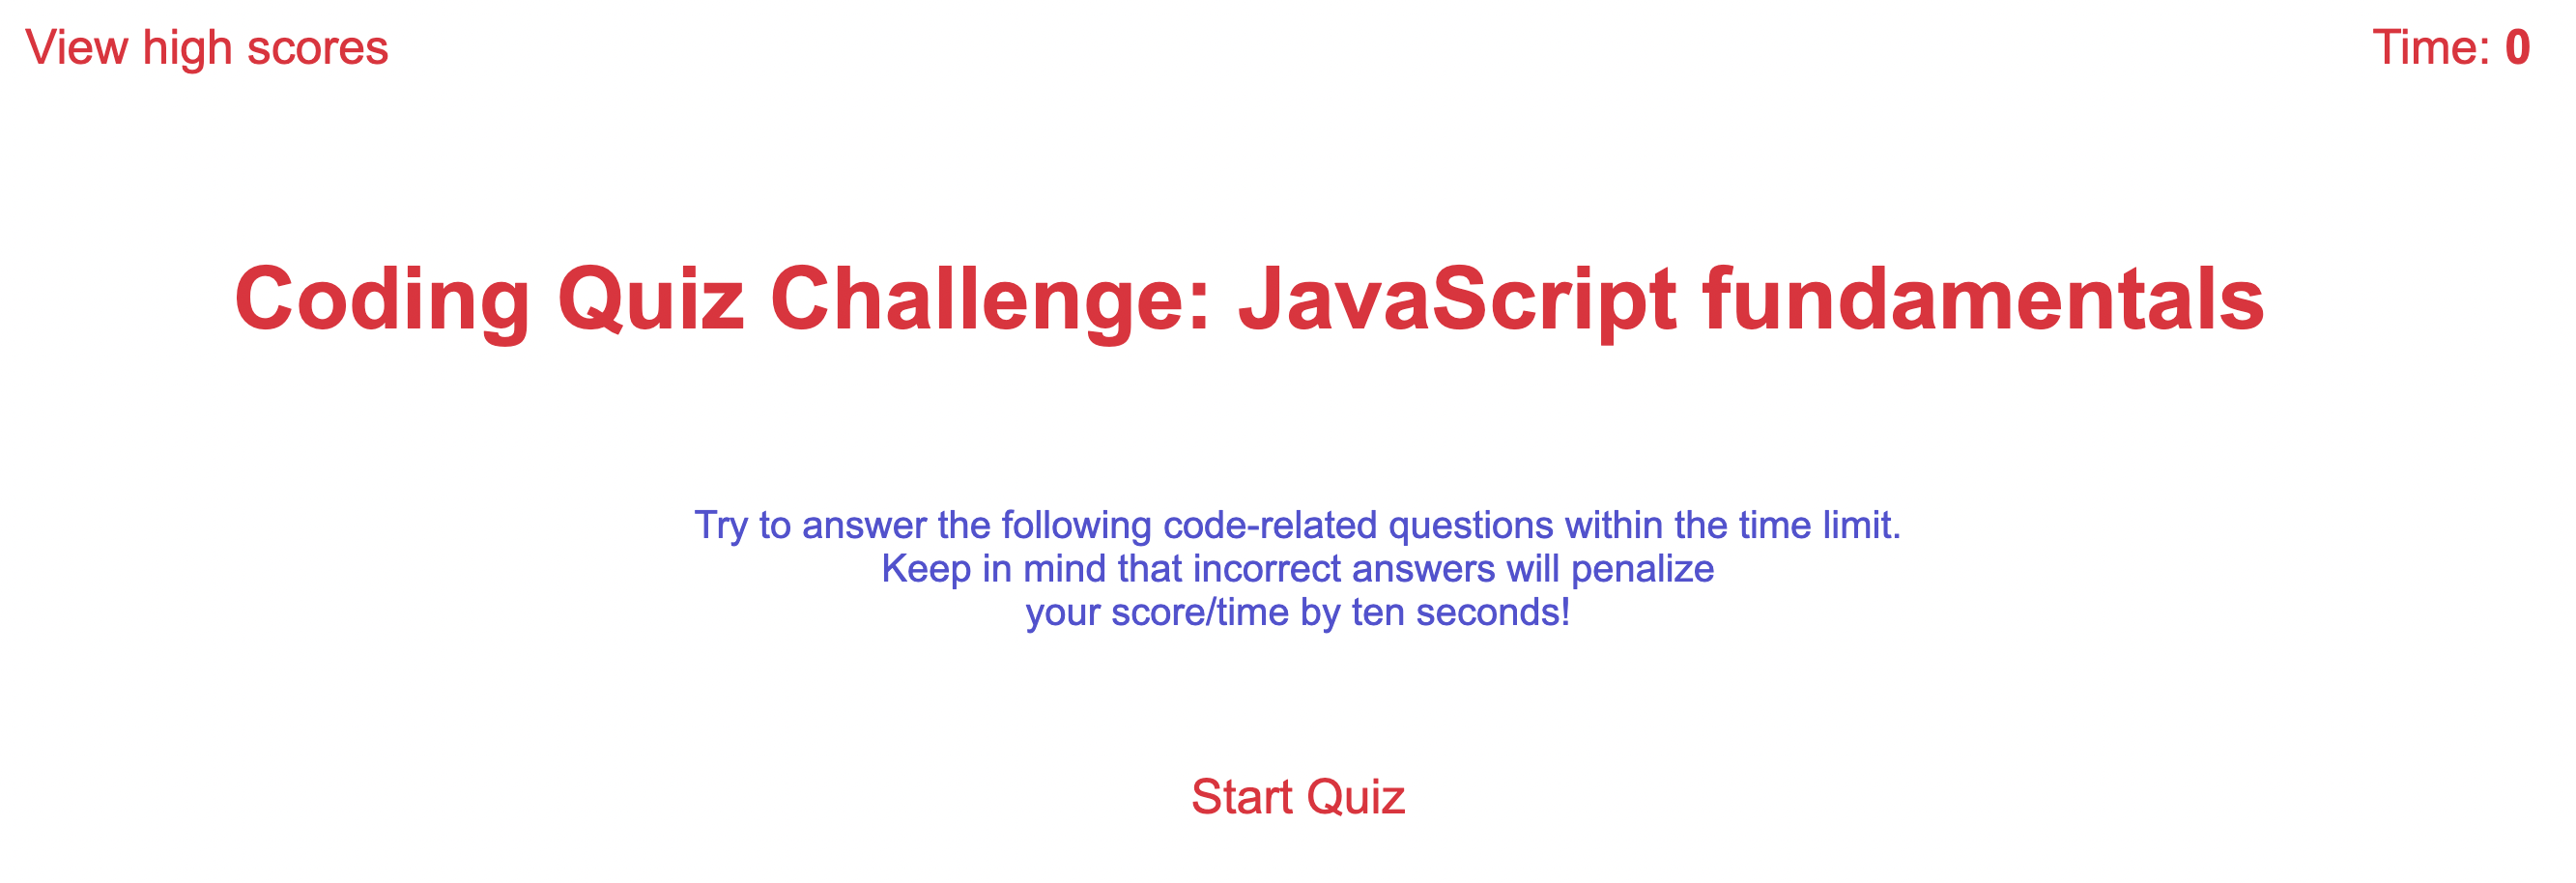 View high scores
Time: 0
Coding Quiz Challenge: JavaScript fundamentals
Try to answer the following code-related questions within the time limit.
Keep in mind that incorrect answers will penalize
your score/time by ten seconds!
Start Quiz